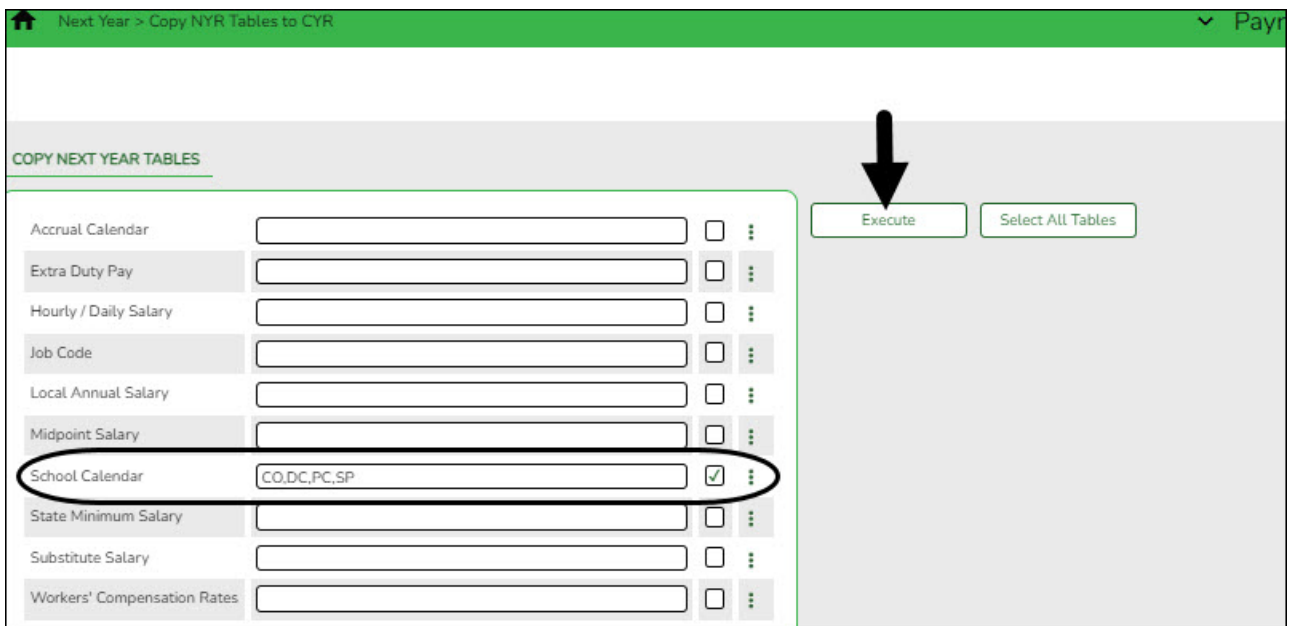 Next Year > Copy NYR Tables to CYR
COPY NEXT YEAR TABLES
Execute
Select All Tables
Accrual Calendar
Extra Duty Pay
Hourly / Daily Salary
Job Code
Local Annual Salary
Midpoint Salary
School Calendar CO,DC,PC,SP
State Minimum Salary
Substitute Salary
Workers' Compensation Rates